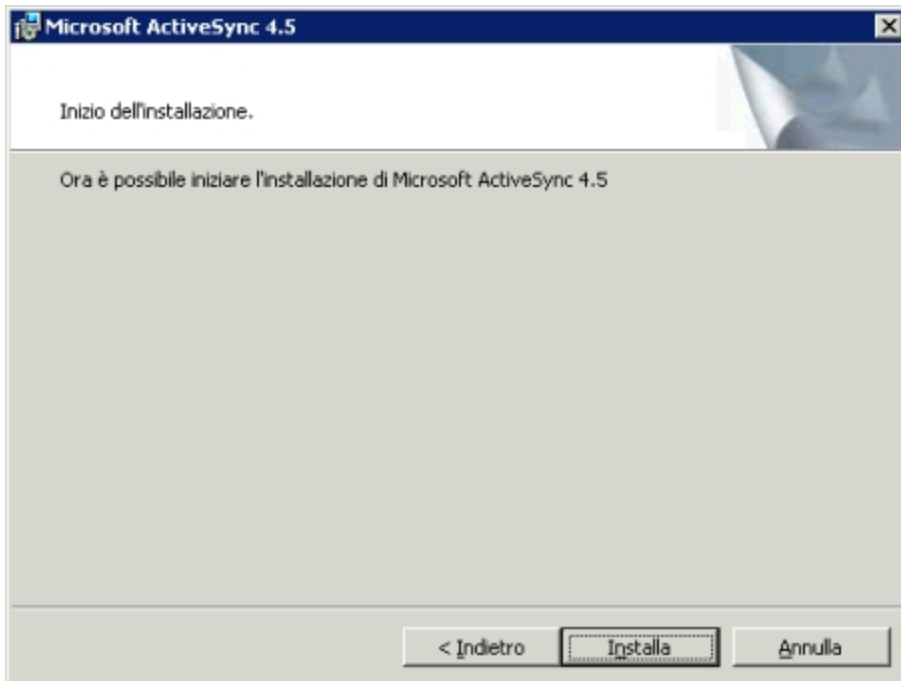 Microsoft ActiveSync 4.5
Inizio dell'installazione.
Ora è possibile iniziare l'installazione di Microsoft ActiveSync 4.5
< Indietro
Installa
Annulla